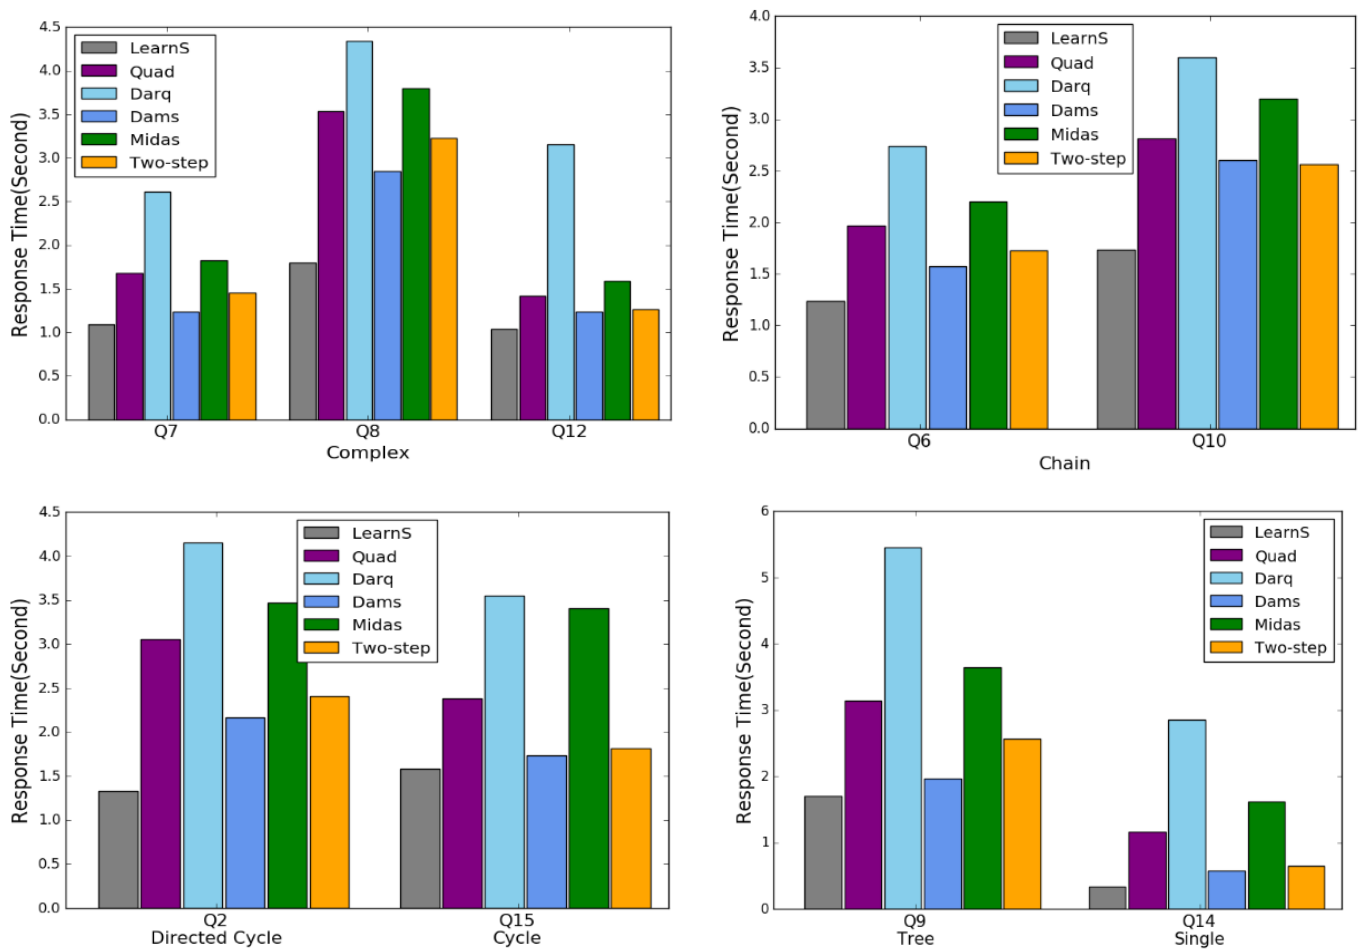 4.5
4.0
3.5
3.0
2.5
2.0
1.5
1.0
0.5
0.0
Response Time(Second)
LearnS
Quad
Darq
Dams
Midas
Two-step
Q7 Q8 Q12
Complex
4.0
3.5
3.0
2.5
2.0
1.5
1.0
0.5
0.0
Response Time(Second)
LearnS
Quad
Darq
Dams
Midas
Two-step
Q6 Q10
Chain
4.5
4.0
3.5
3.0
2.5
2.0
1.5
1.0
0.5
0.0
Response Time(Second)
LearnS
Quad
Darq
Dams
Midas
Two-step
Q2 Q15
Directed Cycle Cycle
6
5
4
3
2
1
0
Response Time(Second)
LearnS
Quad
Darq
Dams
Midas
Two-step
Q9 Q14
Tree Single